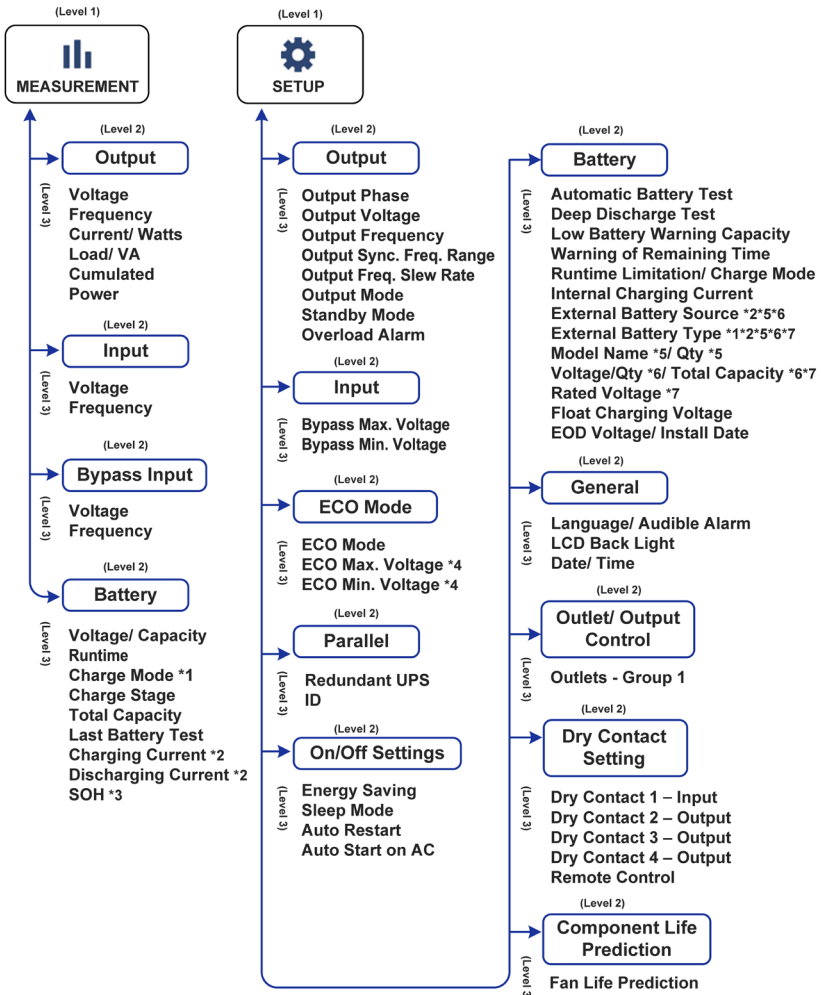 (Level 1)
MEASUREMENT
(Level 2)
Output
(Level 3)
Voltage
Frequency
Current/ Watts
Load/ VA
Cumulated
Power
(Level 2)
Input
(Level 3)
Voltage
Frequency
(Level 2)
Bypass Input
(Level 3)
Voltage
Frequency
(Level 2)
Battery
(Level 3)
Voltage/ Capacity
Runtime
Charge Mode *1
Charge Stage
Total Capacity
Last Battery Test
Charging Current *2
Discharging Current *2
SOH *3
(Level 1)
SETUP
(Level 2)
Output
(Level 3)
Output Phase
Output Voltage
Output Frequency
Output Sync. Freq. Range
Output Freq. Slew Rate
Output Mode
Standby Mode
Overload Alarm
(Level 2)
Input
(Level 3)
Bypass Max. Voltage
Bypass Min. Voltage
(Level 2)
ECO Mode
(Level 3)
ECO Mode
ECO Max. Voltage *4
ECO Min. Voltage *4
(Level 2)
Parallel
(Level 3)
Redundant UPS
ID
(Level 2)
On/Off Settings
(Level 3)
Energy Saving
Sleep Mode
Auto Restart
Auto Start on AC
(Level 2)
Battery
(Level 3)
Automatic Battery Test
Deep Discharge Test
Low Battery Warning Capacity
Warning of Remaining Time
Runtime Limitation/ Charge Mode
Internal Charging Current
External Battery Source *2*5*6
External Battery Type *1*2*5*6*7
Model Name *5/ Qty *5
Voltage/Qty *6/ Total Capacity *6*7
Rated Voltage *7
Float Charging Voltage
EOD Voltage/ Install Date
(Level 2)
General
(Level 3)
Language/ Audible Alarm
LCD Back Light
Date/ Time
(Level 2)
Outlet/ Output
Control
(Level 3)
Outlets - Group 1
(Level 2)
Dry Contact
Setting
(Level 3)
Dry Contact 1 – Input
Dry Contact 2 – Output
Dry Contact 3 – Output
Dry Contact 4 – Output
Remote Control
(Level 2)
Component Life
Prediction
(Level 3
Fan Life Prediction